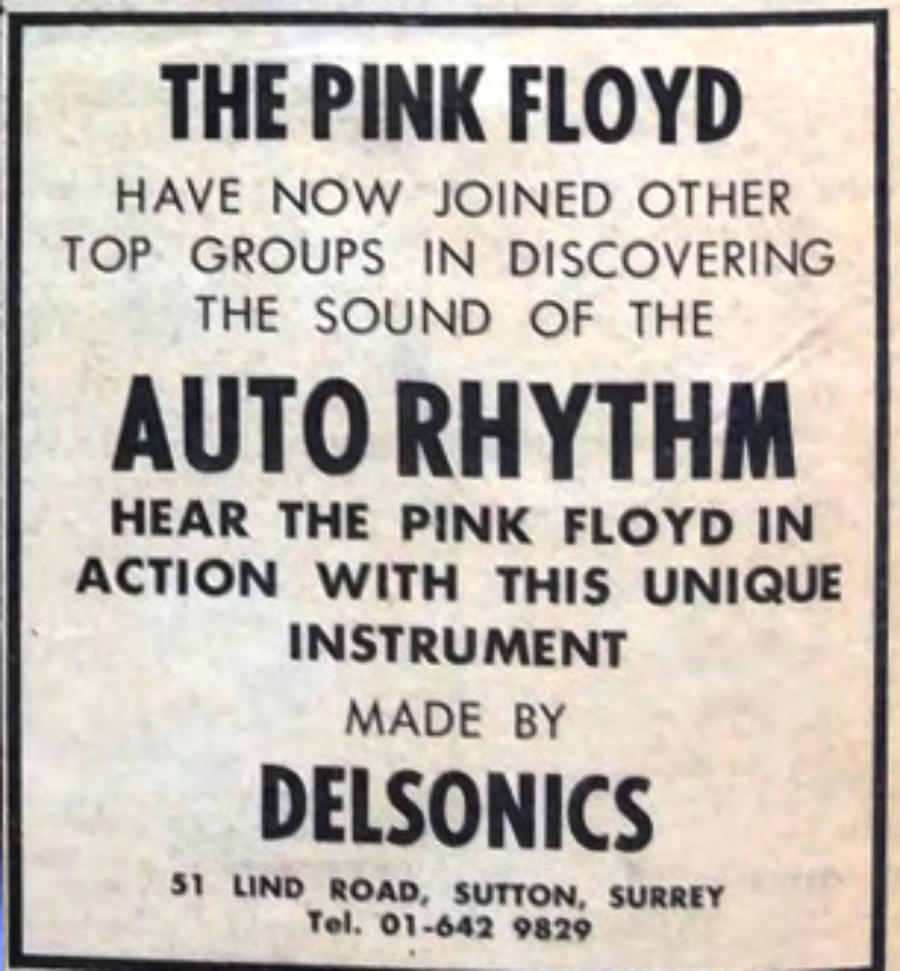 THE PINK FLOYD
HAVE NOW JOINED OTHER
TOP GROUPS IN DISCOVERING
THE SOUND OF THE
AUTO RHYTHM
HEAR THE PINK FLOYD IN
ACTION WITH THIS UNIQUE
INSTRUMENT
MADE BY
DELSONICS
51 LIND ROAD, SUTTON, SURREY
Tel. 01-642 9829